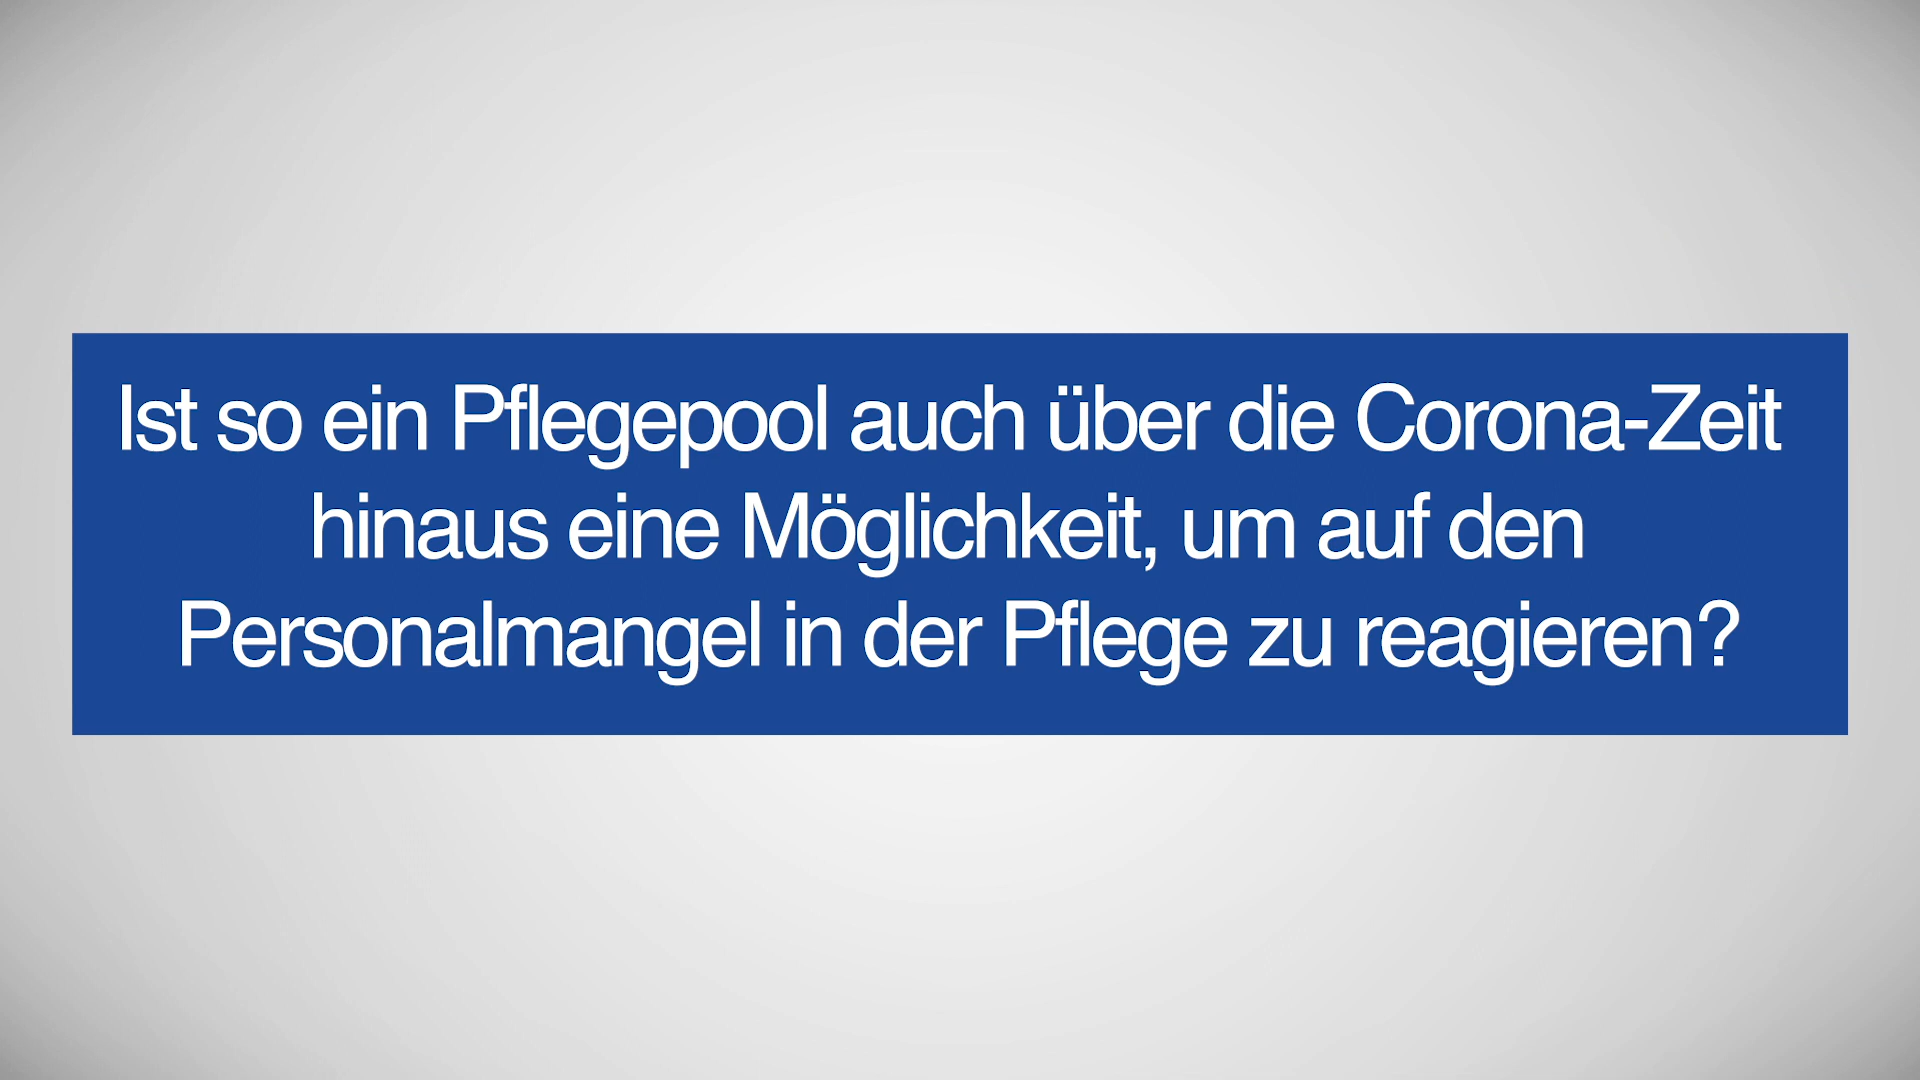 Ist so ein Pflegepool auch über die Corona-Zeit
hinaus eine Möglichkeit, um auf den
Personalmangel in der Pflege zu reagieren?